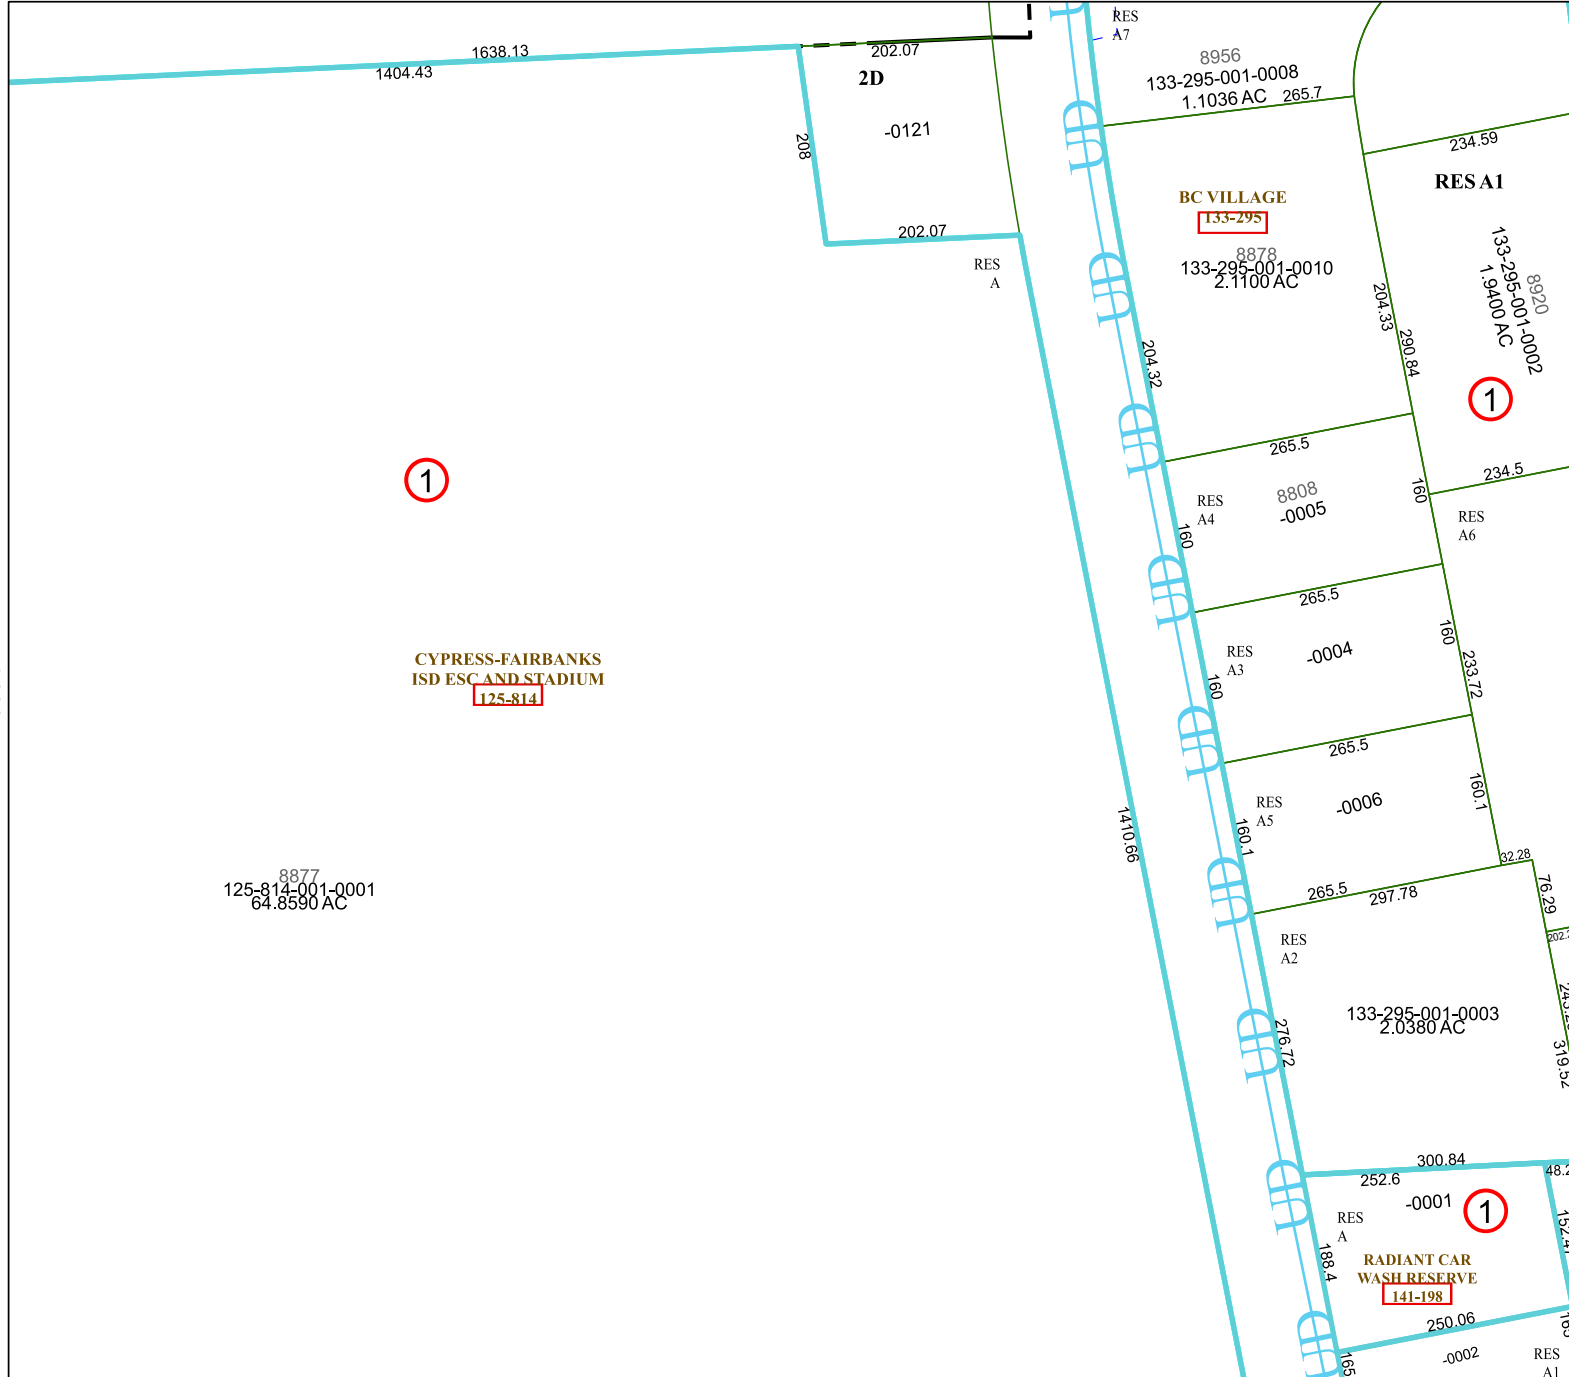 1638.13
1404.43
202.07
2D
-0121
208
202.07
RES
A
RES
A7
8956
133-295-001-0008
1.1036 AC
265.7
234.59
RES A1
BC VILLAGE
133-295
8878
133-295-001-0010
2.1100 AC
8920
133-295-001-0002
1.9400 AC
204.33
290.84
204.32
1
1
265.5
234.5
RES
A4
8808
-0005
160
160
RES
A6
265.5
RES
A3
-0004
160
160
233.72
CYPRESS-FAIRBANKS
ISD ESC AND STADIUM
125-814
265.5
RES
A5
-0006
160.1
160.1
1410.66
32.28
265.5
297.78
76.29
8877
125-814-001-0001
64.8590 AC
RES
A2
133-295-001-0003
2.0380 AC
276.72
319.52
300.84
252.6
-0001
1
RES
A
188.4
RADIANT CAR
WASH RESERVE
141-198
250.06
-0002
165
RES
A1